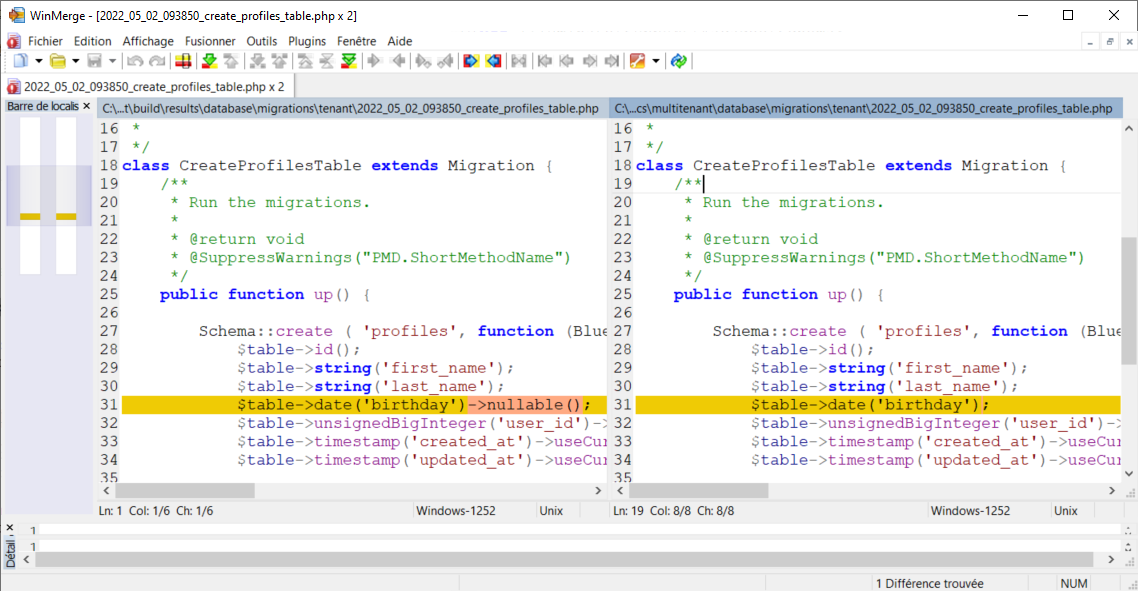 WinMerge - [2022_05_02_093850_create_profiles_table.php x 2]
Fichier Edition Affichage Fusionner Outils Plugins Fenêtre Aide
2022_05_02_093850_create_profiles_table.php x 2
Barre de localis
C:\...t\build\results\database\migrations\tenant\2022_05_02_093850_create_profiles_table.php
16 *
17 */
18 class CreateProfilesTable extends Migration {
19 /**
20 * Run the migrations.
21 *
22 * @return void
23 * @SuppressWarnings("PMD.ShortMethodName")
24 */
25 public function up() {
26
27 Schema::create ( 'profiles', function (Blue
28 $table->id();
29 $table->string('first_name');
30 $table->string('last_name');
31 $table->date('birthday')->nullable();
32 $table->unsignedBigInteger('user_id')->
33 $table->timestamp('created_at')->useCur
34 $table->timestamp('updated_at')->useCur
35
Ln: 1 Col: 1/6 Ch: 1/6 Windows-1252 Unix
C:\...cs\multitenant\database\migrations\tenant\2022_05_02_093850_create_profiles_table.php
16 *
17 */
18 class CreateProfilesTable extends Migration {
19 /**
20 * Run the migrations.
21 *
22 * @return void
23 * @SuppressWarnings("PMD.ShortMethodName")
24 */
25 public function up() {
26
27 Schema::create ( 'profiles', function (Blue
28 $table->id();
29 $table->string('first_name');
30 $table->string('last_name');
31 $table->date('birthday');
32 $table->unsignedBigInteger('user_id')->
33 $table->timestamp('created_at')->useCur
34 $table->timestamp('updated_at')->useCur
35
Ln: 19 Col: 8/8 Ch: 8/8 Windows-1252 Unix
Détail
1
1
1 Différence trouvée NUM